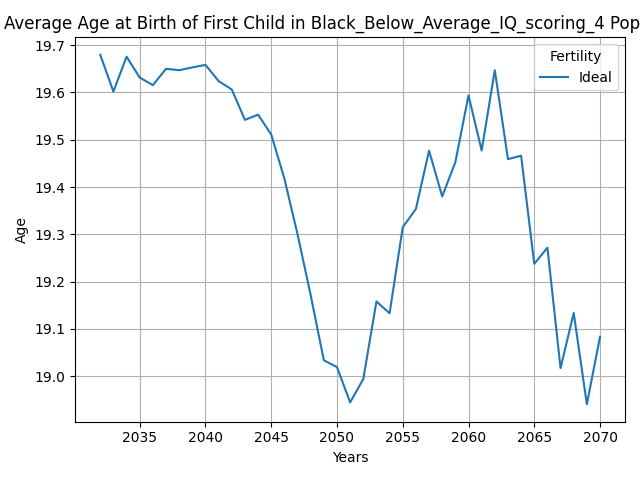 Average Age at Birth of First Child in Black_Below_Average_IQ_scoring_4 Pop
19.7
19.6
19.5
19.4
19.3
19.2
19.1
19.0
Age
Fertility
Ideal
2035 2040 2045 2050 2055 2060 2065 2070
Years